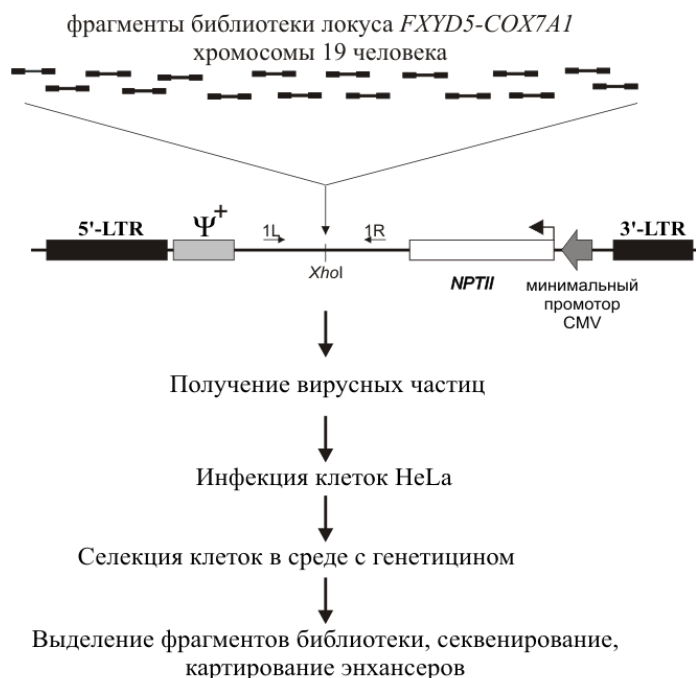 фрагменты библиотеки локуса FXYD5-COX7A1
хромосомы 19 человека
5'-LTR
Ψ+
1L
1R
3'-LTR
XhoI
NPTII
минимальный
промотор
CMV
Получение вирусных частиц
Инфекция клеток HeLa
Селекция клеток в среде с генетицином
Выделение фрагментов библиотеки, секвенирование,
картирование энхансеров